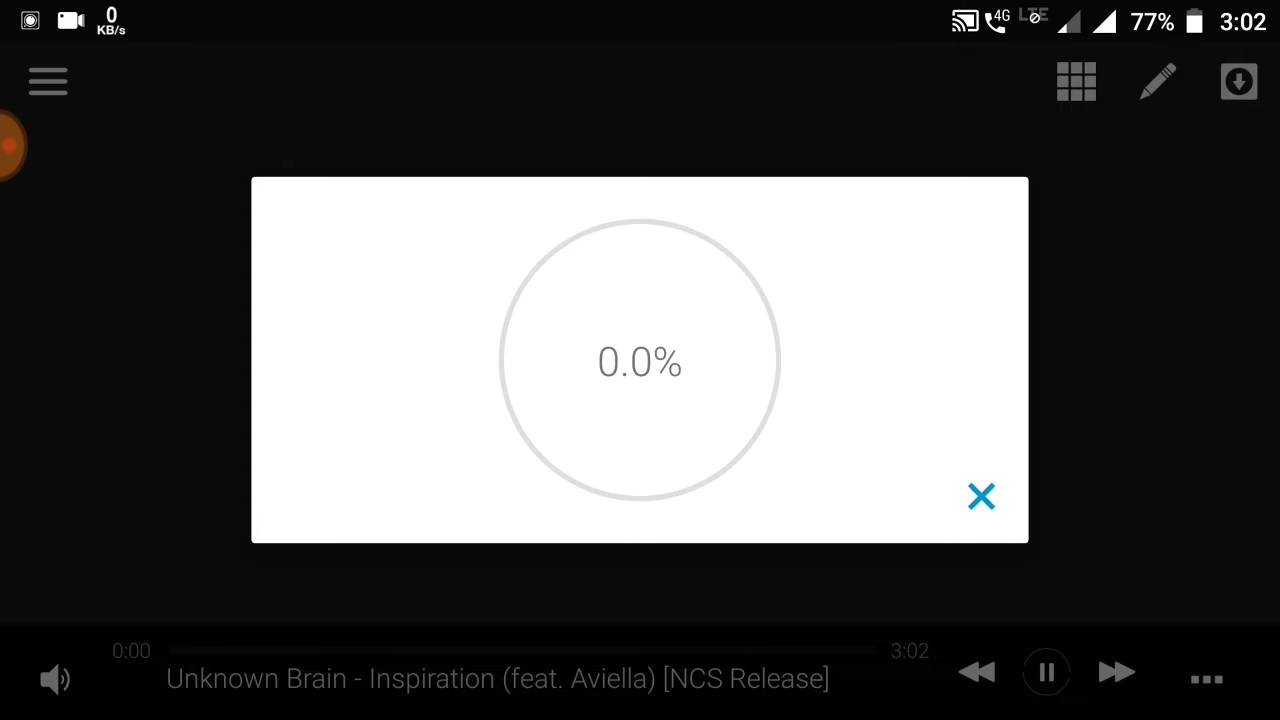 0
KB/s
4G
LTE
77%
3:02
0.0%
0:00
3:02
Unknown Brain - Inspiration (feat. Aviella) [NCS Release]